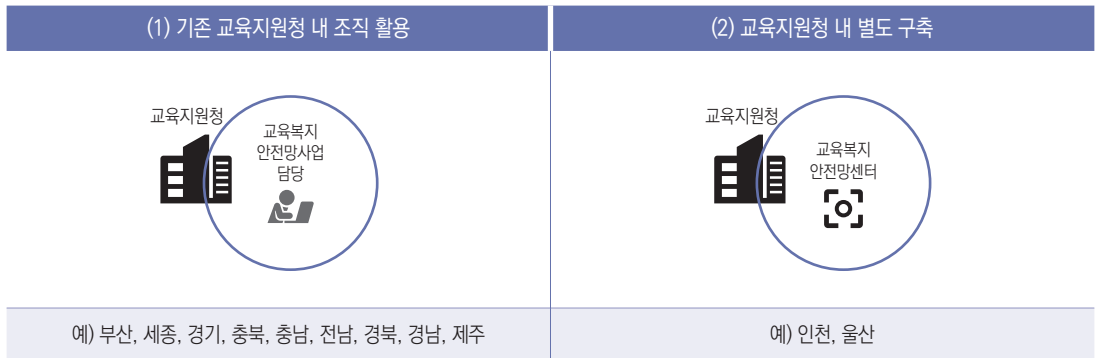 (1) 기존 교육지원청 내 조직 활용
(2) 교육지원청 내 별도 구축
교육지원청
교육복지
안전망사업
담당
교육지원청
교육복지
안전망센터
예) 부산, 세종, 경기, 충북, 충남, 전남, 경북, 경남, 제주
예) 인천, 울산